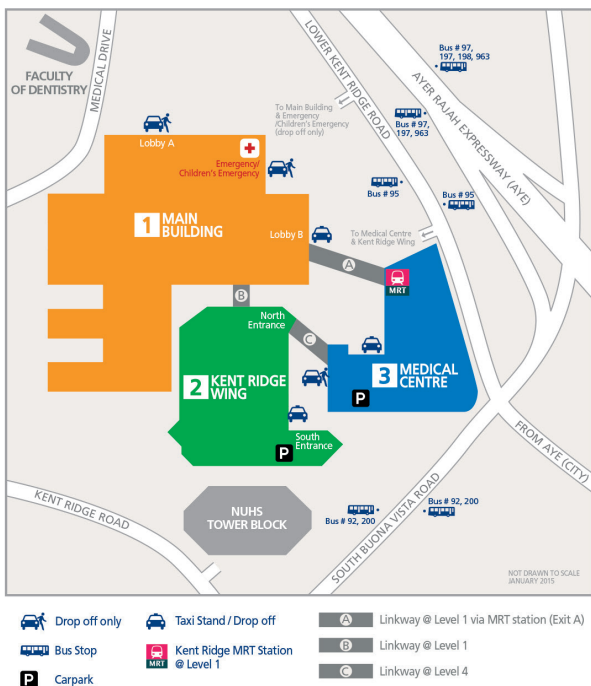 FACULTY
OF DENTISTRY
MEDICAL DRIVE
LOWER KENT RIDGE ROAD
Bus # 97,
197, 198, 963
AYER RAJAH EXPRESSWAY (AYE)
To Main Building
& Emergency
/Children's Emergency
(drop off only)
Bus # 97,
197, 963
Lobby A
Emergency/
Children's Emergency
Bus #95
Bus #95
1 MAIN
BUILDING
Lobby B
To Medical Centre
& Kent Ridge Wing
A
MRT
B
North
Entrance
C
2 KENT RIDGE
WING
3 MEDICAL
CENTRE
P
South
Entrance
P
FROM AYE (CITY)
KENT RIDGE ROAD
NUHS
TOWER BLOCK
SOUTH BUONA VISTA ROAD
Bus # 92, 200
Bus # 92, 200
NOT DRAWN TO SCALE
JANUARY 2015
Drop off only
Taxi Stand / Drop off
A Linkway @ Level 1 via MRT station (Exit A)
Bus Stop
MRT
Kent Ridge MRT Station
@ Level 1
B Linkway @ Level 1
P Carpark
C Linkway @ Level 4